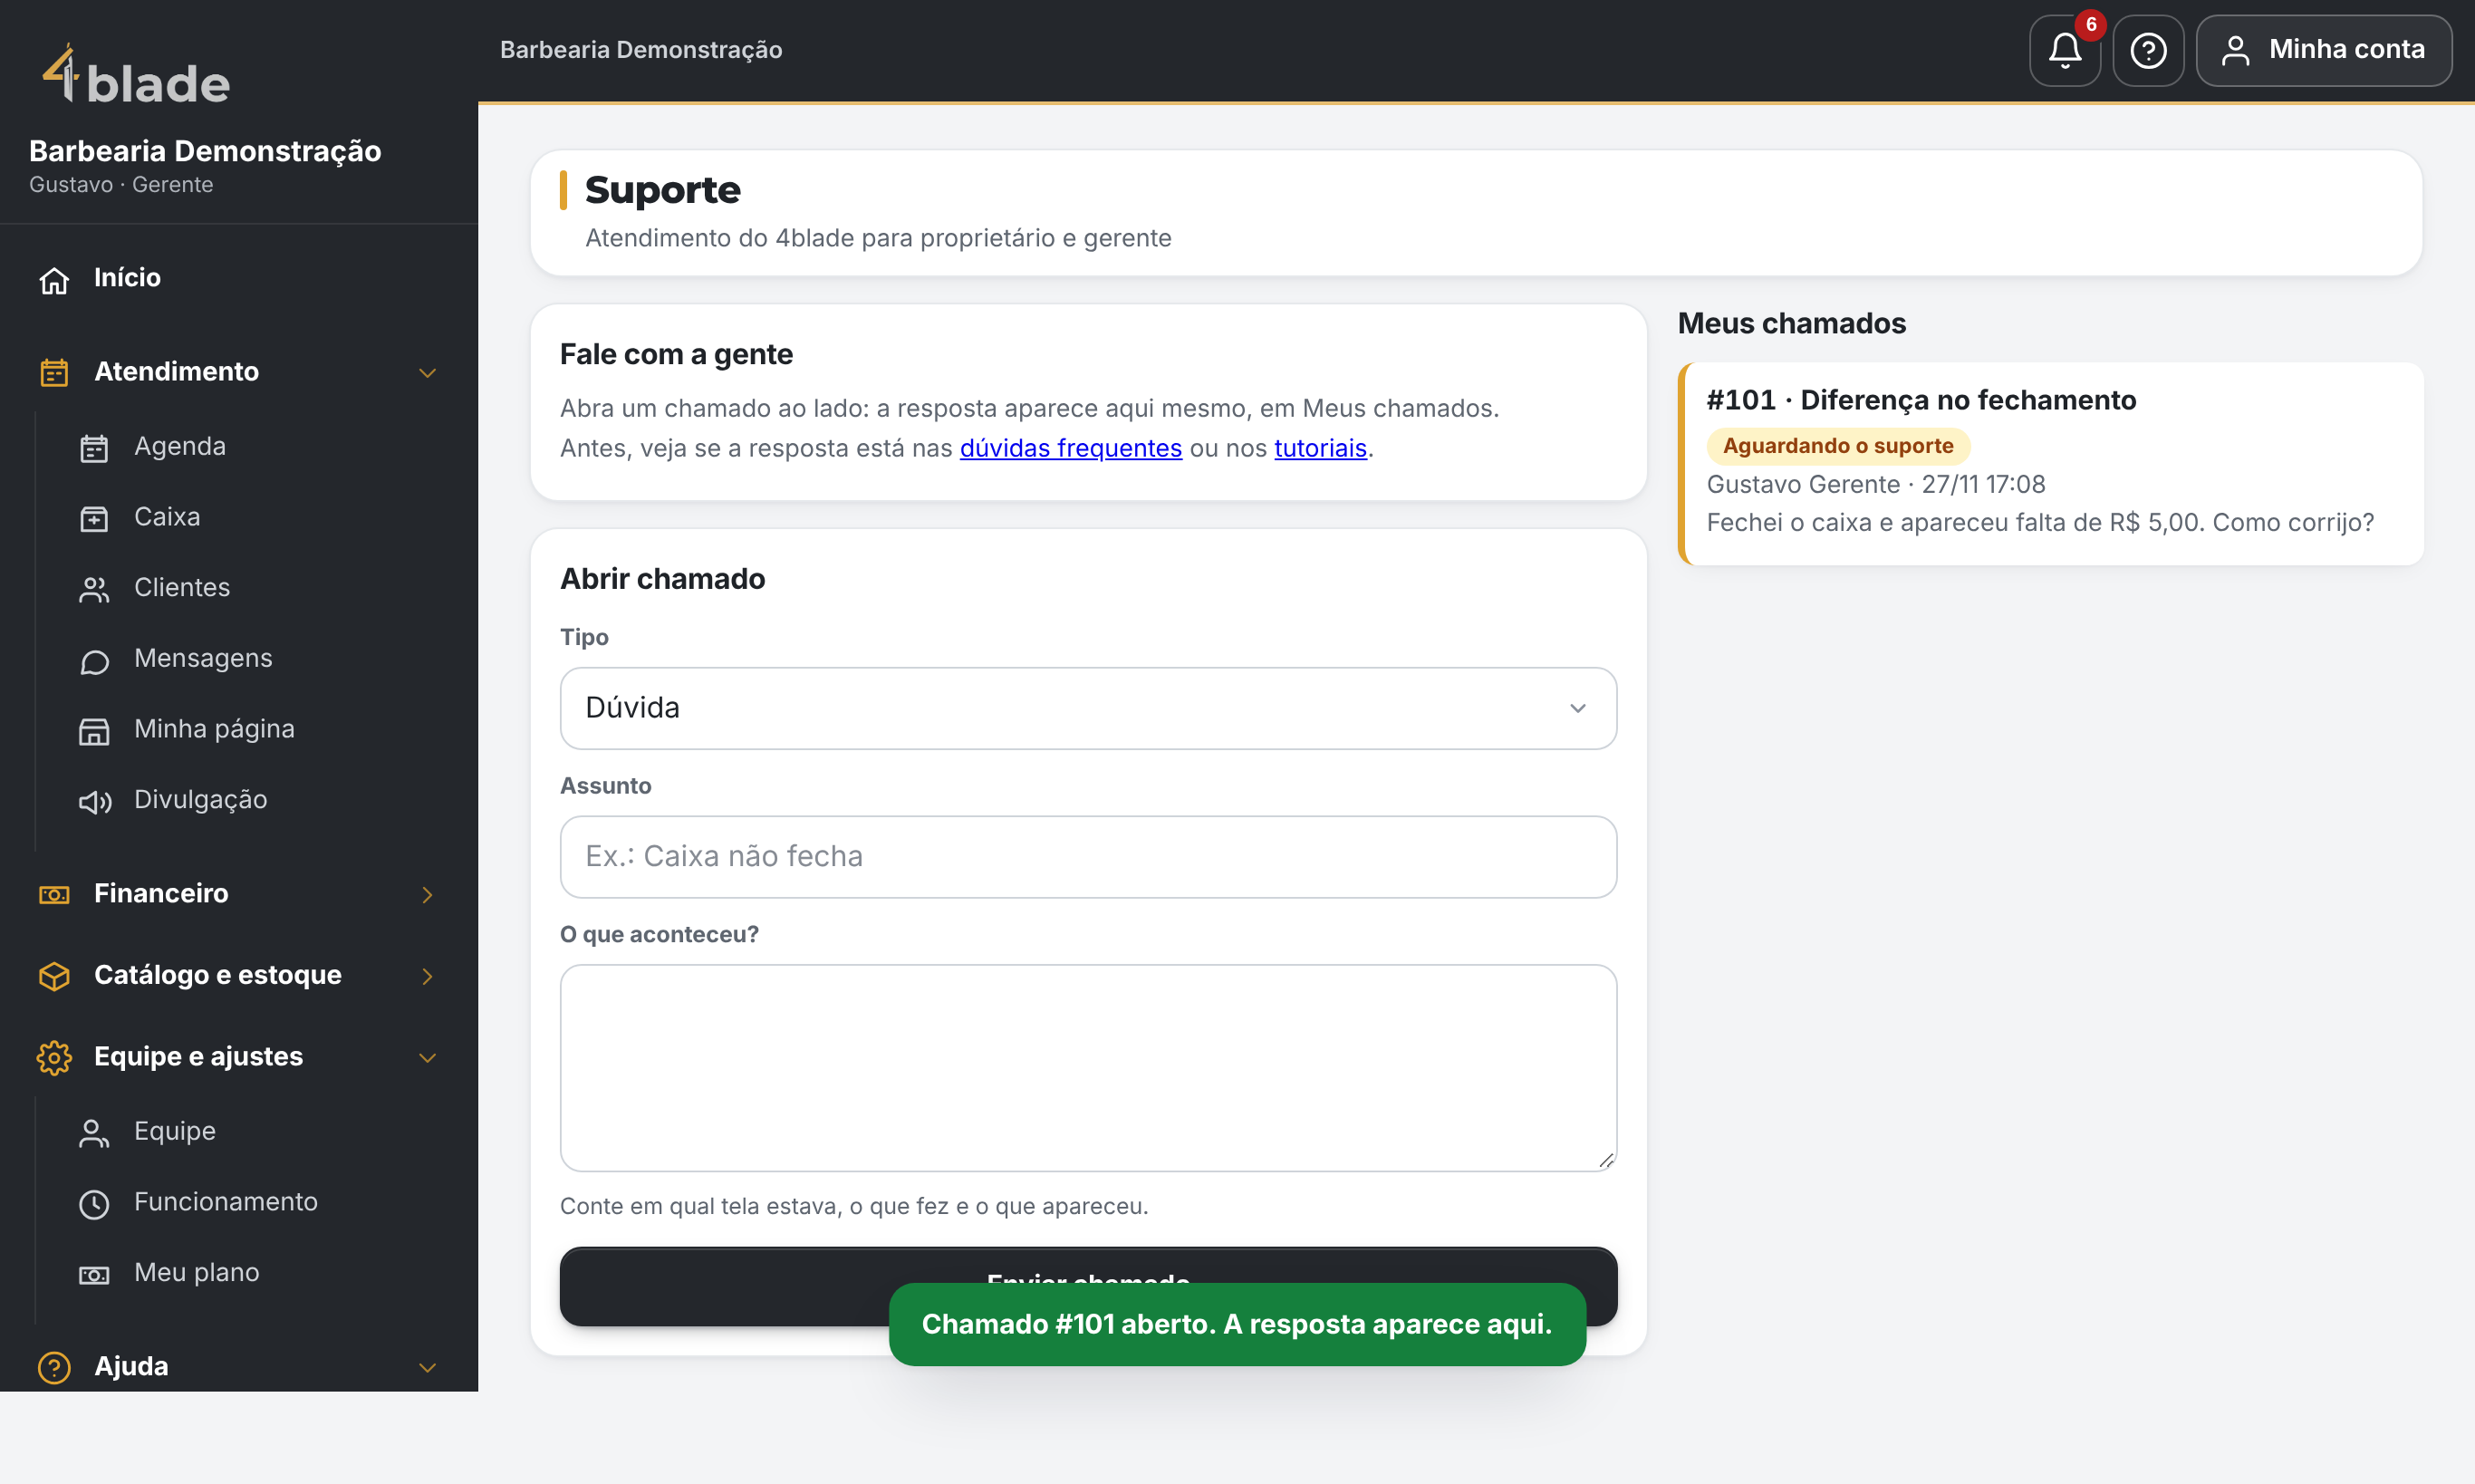 4blade
Barbearia Demonstração
Gustavo · Gerente
Início
Atendimento
Agenda
Caixa
Clientes
Mensagens
Minha página
Divulgação
Financeiro
Catálogo e estoque
Equipe e ajustes
Equipe
Funcionamento
Meu plano
Ajuda
Barbearia Demonstração
6
Minha conta
Suporte
Atendimento do 4blade para proprietário e gerente
Fale com a gente
Abra um chamado ao lado: a resposta aparece aqui mesmo, em Meus chamados.
Antes, veja se a resposta está nas dúvidas frequentes ou nos tutoriais.
Abrir chamado
Tipo
Dúvida
Assunto
Ex.: Caixa não fecha
O que aconteceu?
Conte em qual tela estava, o que fez e o que apareceu.
Enviar chamado
Chamado #101 aberto. A resposta aparece aqui.
Meus chamados
#101 · Diferença no fechamento
Aguardando o suporte
Gustavo Gerente · 27/11 17:08
Fechei o caixa e apareceu falta de R$ 5,00. Como corrijo?